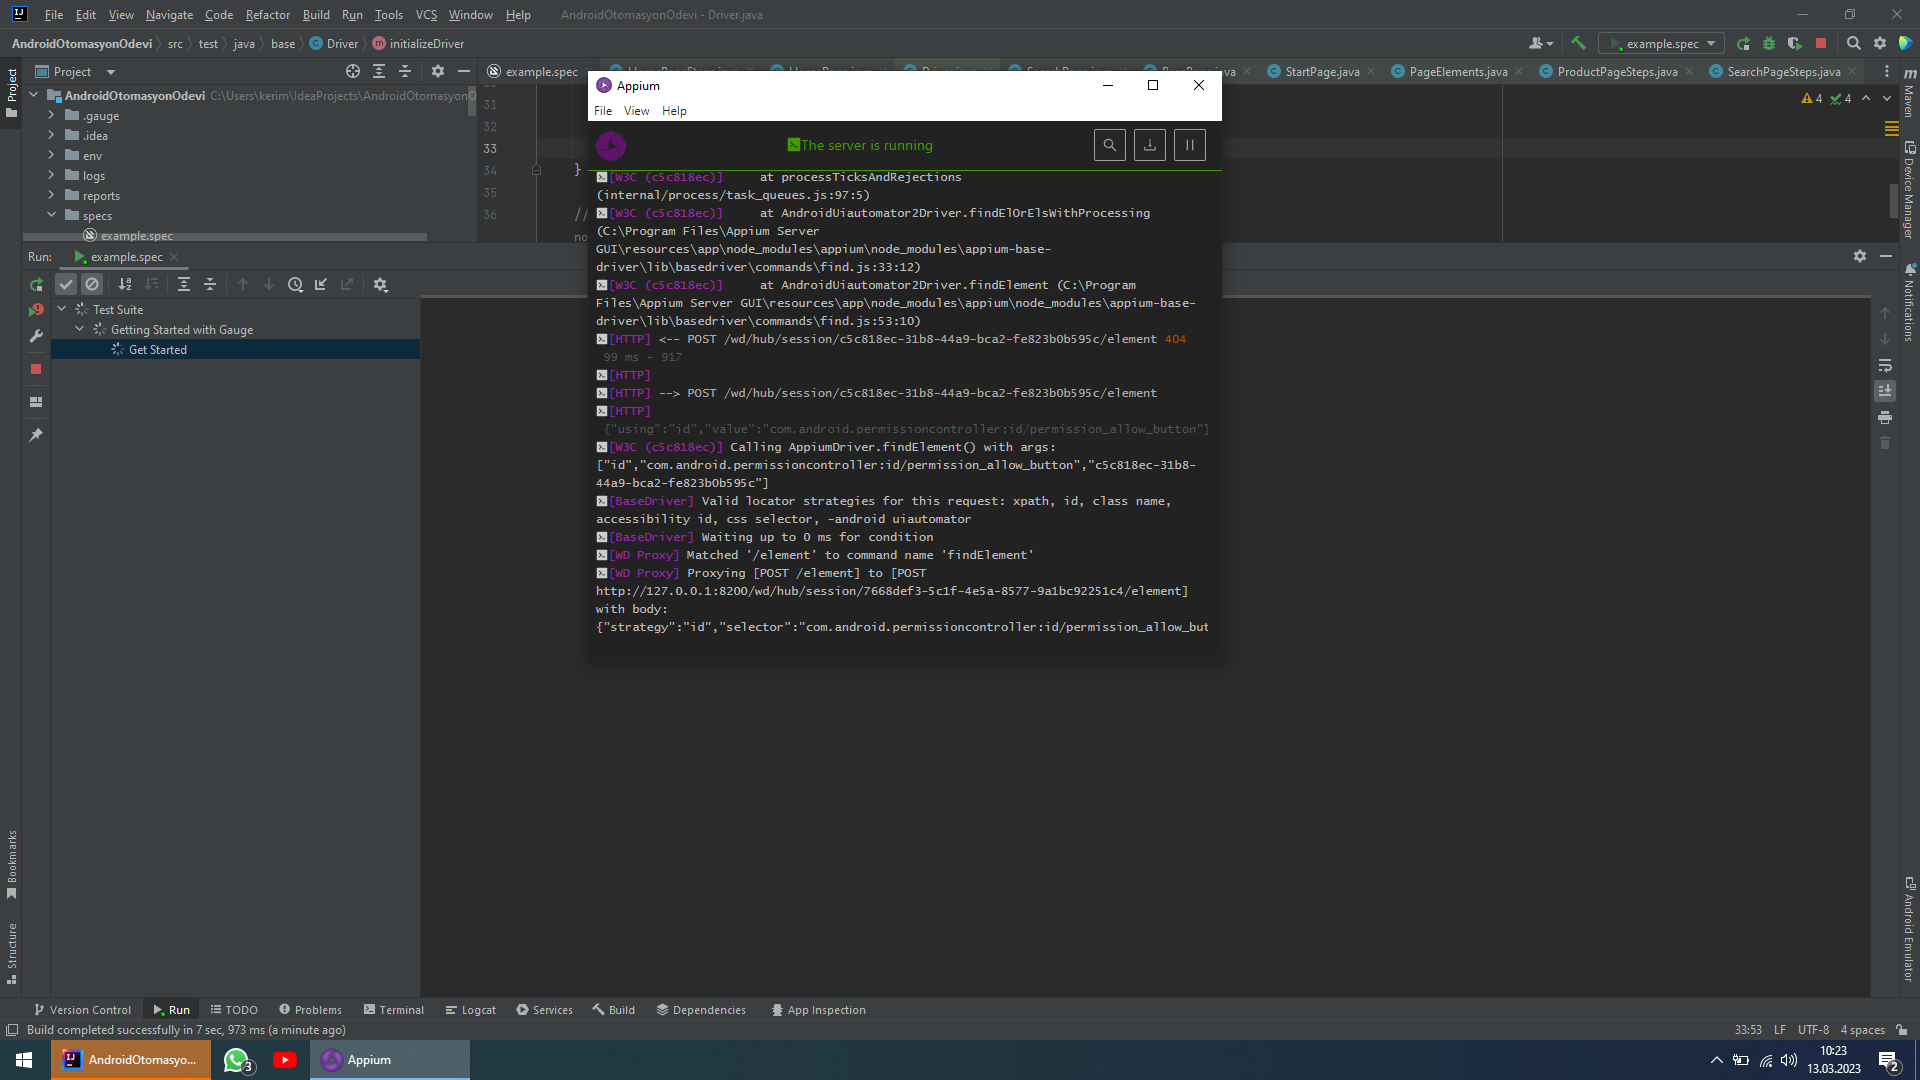 File Edit View Navigate Code Refactor Build Run Tools VCS Window Help AndroidOtomasyonOdevi - Driver.java
AndroidOtomasyonOdevi src test java base Driver initializeDriver example.spec
Project example.spec StartPage.java PageElements.java ProductPageSteps.java SearchPageSteps.java
AndroidOtomasyonOdevi C:\Users\kerim\IdeaProjects\AndroidOtomasyonO
.gauge
.idea
env
logs
reports
specs
example.spec
31
32
33
34 }
35
36 //
no
4 4
Appium
File View Help
The server is running
[W3C (c5c818ec)] at processTicksAndRejections
(internal/process/task_queues.js:97:5)
[W3C (c5c818ec)] at AndroidUiautomator2Driver.findElOrElsWithProcessing
(C:\Program Files\Appium Server
GUI\resources\app\node_modules\appium\node_modules\appium-base-
driver\lib\basedriver\commands\find.js:33:12)
[W3C (c5c818ec)] at AndroidUiautomator2Driver.findElement (C:\Program
Files\Appium Server GUI\resources\app\node_modules\appium\node_modules\appium-base-
driver\lib\basedriver\commands\find.js:53:10)
[HTTP] <-- POST /wd/hub/session/c5c818ec-31b8-44a9-bca2-fe823b0b595c/element 404
99 ms - 917
[HTTP]
[HTTP] --> POST /wd/hub/session/c5c818ec-31b8-44a9-bca2-fe823b0b595c/element
[HTTP]
{"using":"id","value":"com.android.permissioncontroller:id/permission_allow_button"}
[W3C (c5c818ec)] Calling AppiumDriver.findElement() with args:
["id","com.android.permissioncontroller:id/permission_allow_button","c5c818ec-31b8-
44a9-bca2-fe823b0b595c"]
[BaseDriver] Valid locator strategies for this request: xpath, id, class name,
accessibility id, css selector, -android uiautomator
[BaseDriver] Waiting up to 0 ms for condition
[WD Proxy] Matched '/element' to command name 'findElement'
[WD Proxy] Proxying [POST /element] to [POST
http://127.0.0.1:8200/wd/hub/session/7668def3-5c1f-4e5a-8577-9a1bc92251c4/element]
with body:
{"strategy":"id","selector":"com.android.permissioncontroller:id/permission_allow_but
Run: example.spec
Test Suite
Getting Started with Gauge
Get Started
Project
Bookmarks
Structure
Maven
Device Manager
Notifications
Android Emulator
Version Control Run TODO Problems Terminal Logcat Services Build Dependencies App Inspection
Build completed successfully in 7 sec, 973 ms (a minute ago) 33:53 LF UTF-8 4 spaces
AndroidOtomasyo... 3 Appium 10:23
13.03.2023 2